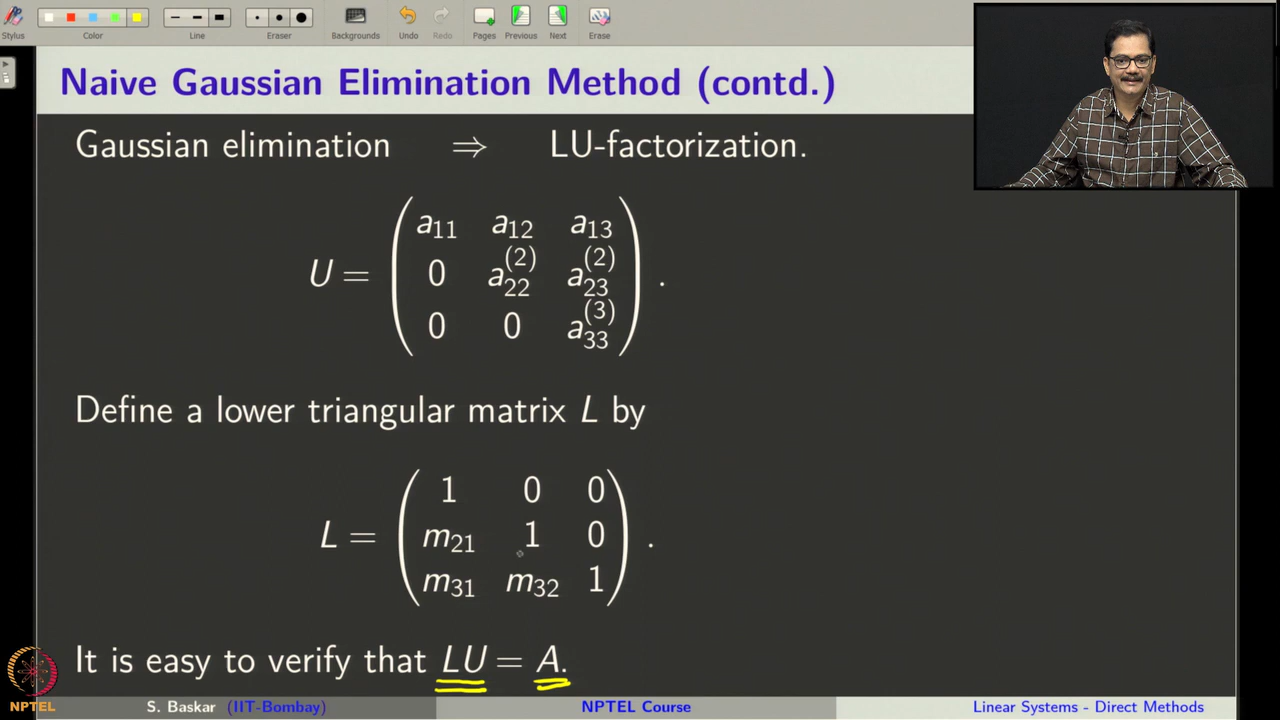 Stylus Color Line Eraser Backgrounds Undo Redo Pages Previous Next Erase
Naive Gaussian Elimination Method (contd.)
Gaussian elimination ⇒ LU-factorization.
U = ( a₁₁ a₁₂ a₁₃
0 a₂₂⁽²⁾ a₂₃⁽²⁾
0 0 a₃₃⁽³⁾ ) .
Define a lower triangular matrix L by
L = ( 1 0 0
m₂₁ 1 0
m₃₁ m₃₂ 1 ) .
It is easy to verify that LU = A.
NPTEL
S. Baskar (IIT-Bombay) NPTEL Course Linear Systems - Direct Methods